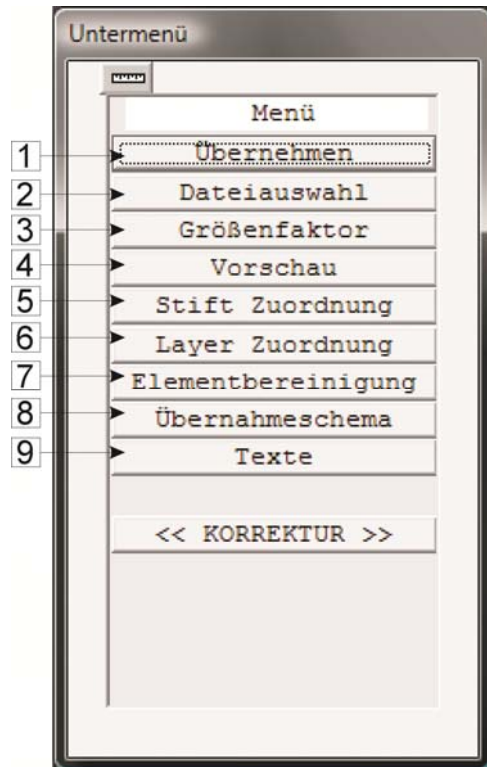 Untermenü
Menü
1 Übernehmen
2 Dateiauswahl
3 Größenfaktor
4 Vorschau
5 Stift Zuordnung
6 Layer Zuordnung
7 Elementbereinigung
8 Übernahmeschema
9 Texte
<< KORREKTUR >>